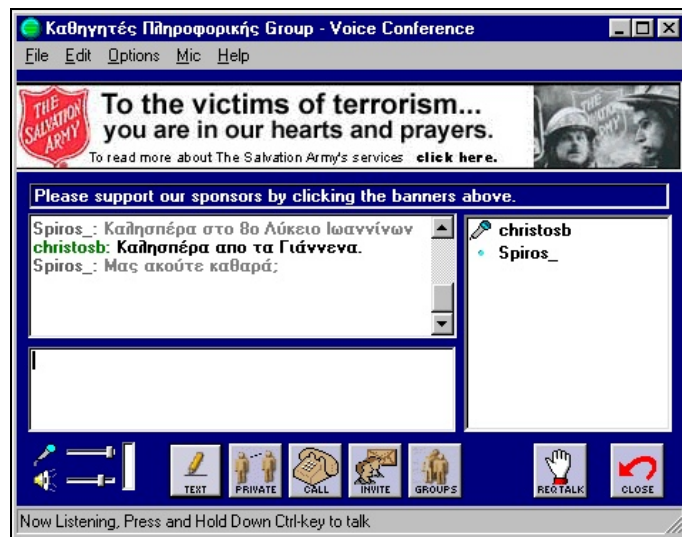 Καθηγητές Πληροφορικής Group - Voice Conference
File Edit Options Mic Help
THE SALVATION ARMY
To the victims of terrorism...
you are in our hearts and prayers.
To read more about The Salvation Army's services click here.
Please support our sponsors by clicking the banners above.
Spiros_: Καλησπέρα στο 8ο Λύκειο Ιωαννίνων
christosb: Καλησπέρα απο τα Γιάννενα.
Spiros_: Μας ακούτε καθαρά;
christosb
Spiros_
TEXT PRIVATE CALL INVITE GROUPS REQ TALK CLOSE
Now Listening, Press and Hold Down Ctrl-key to talk